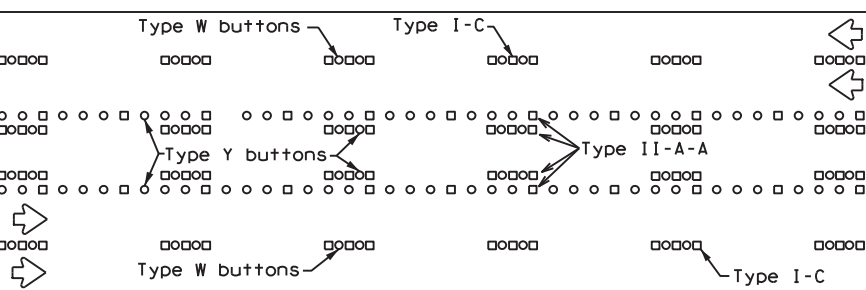 Type W buttons
Type I-C
Type Y buttons
Type II-A-A
Type W buttons
Type I-C